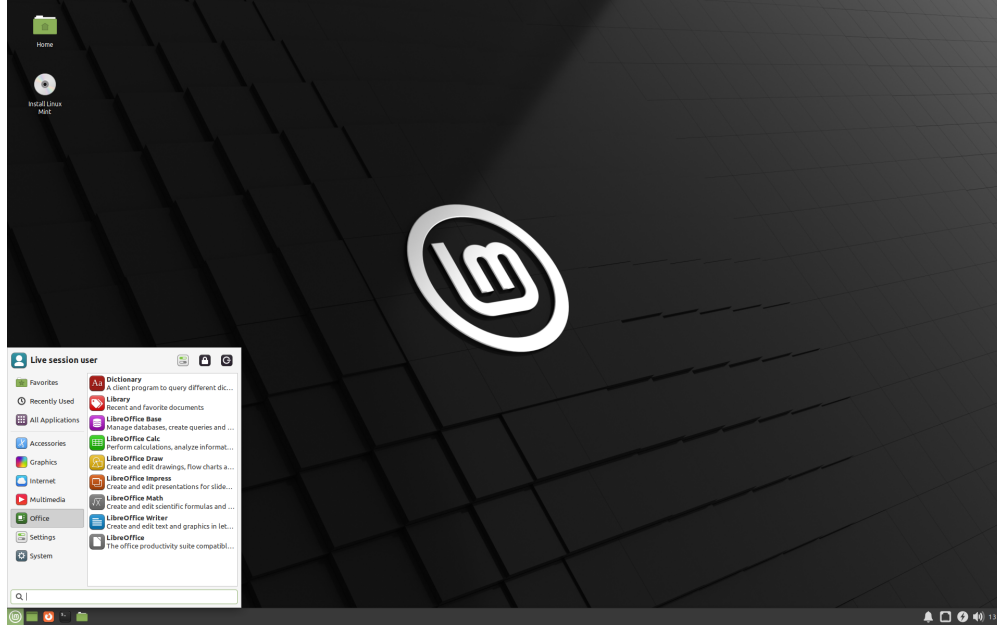 Home
Install Linux
Mint
Live session user
Favorites
Recently Used
All Applications
Accessories
Graphics
Internet
Multimedia
Office
Settings
System
Dictionary
A client program to query different dic...
Library
Recent and favorite documents
LibreOffice Base
Manage databases, create queries and ...
LibreOffice Calc
Perform calculations, analyze informat...
LibreOffice Draw
Create and edit drawings, flow charts a...
LibreOffice Impress
Create and edit presentations for slide...
LibreOffice Math
Create and edit scientific formulas and ...
LibreOffice Writer
Create and edit text and graphics in let...
LibreOffice
The office productivity suite compatibl...
13